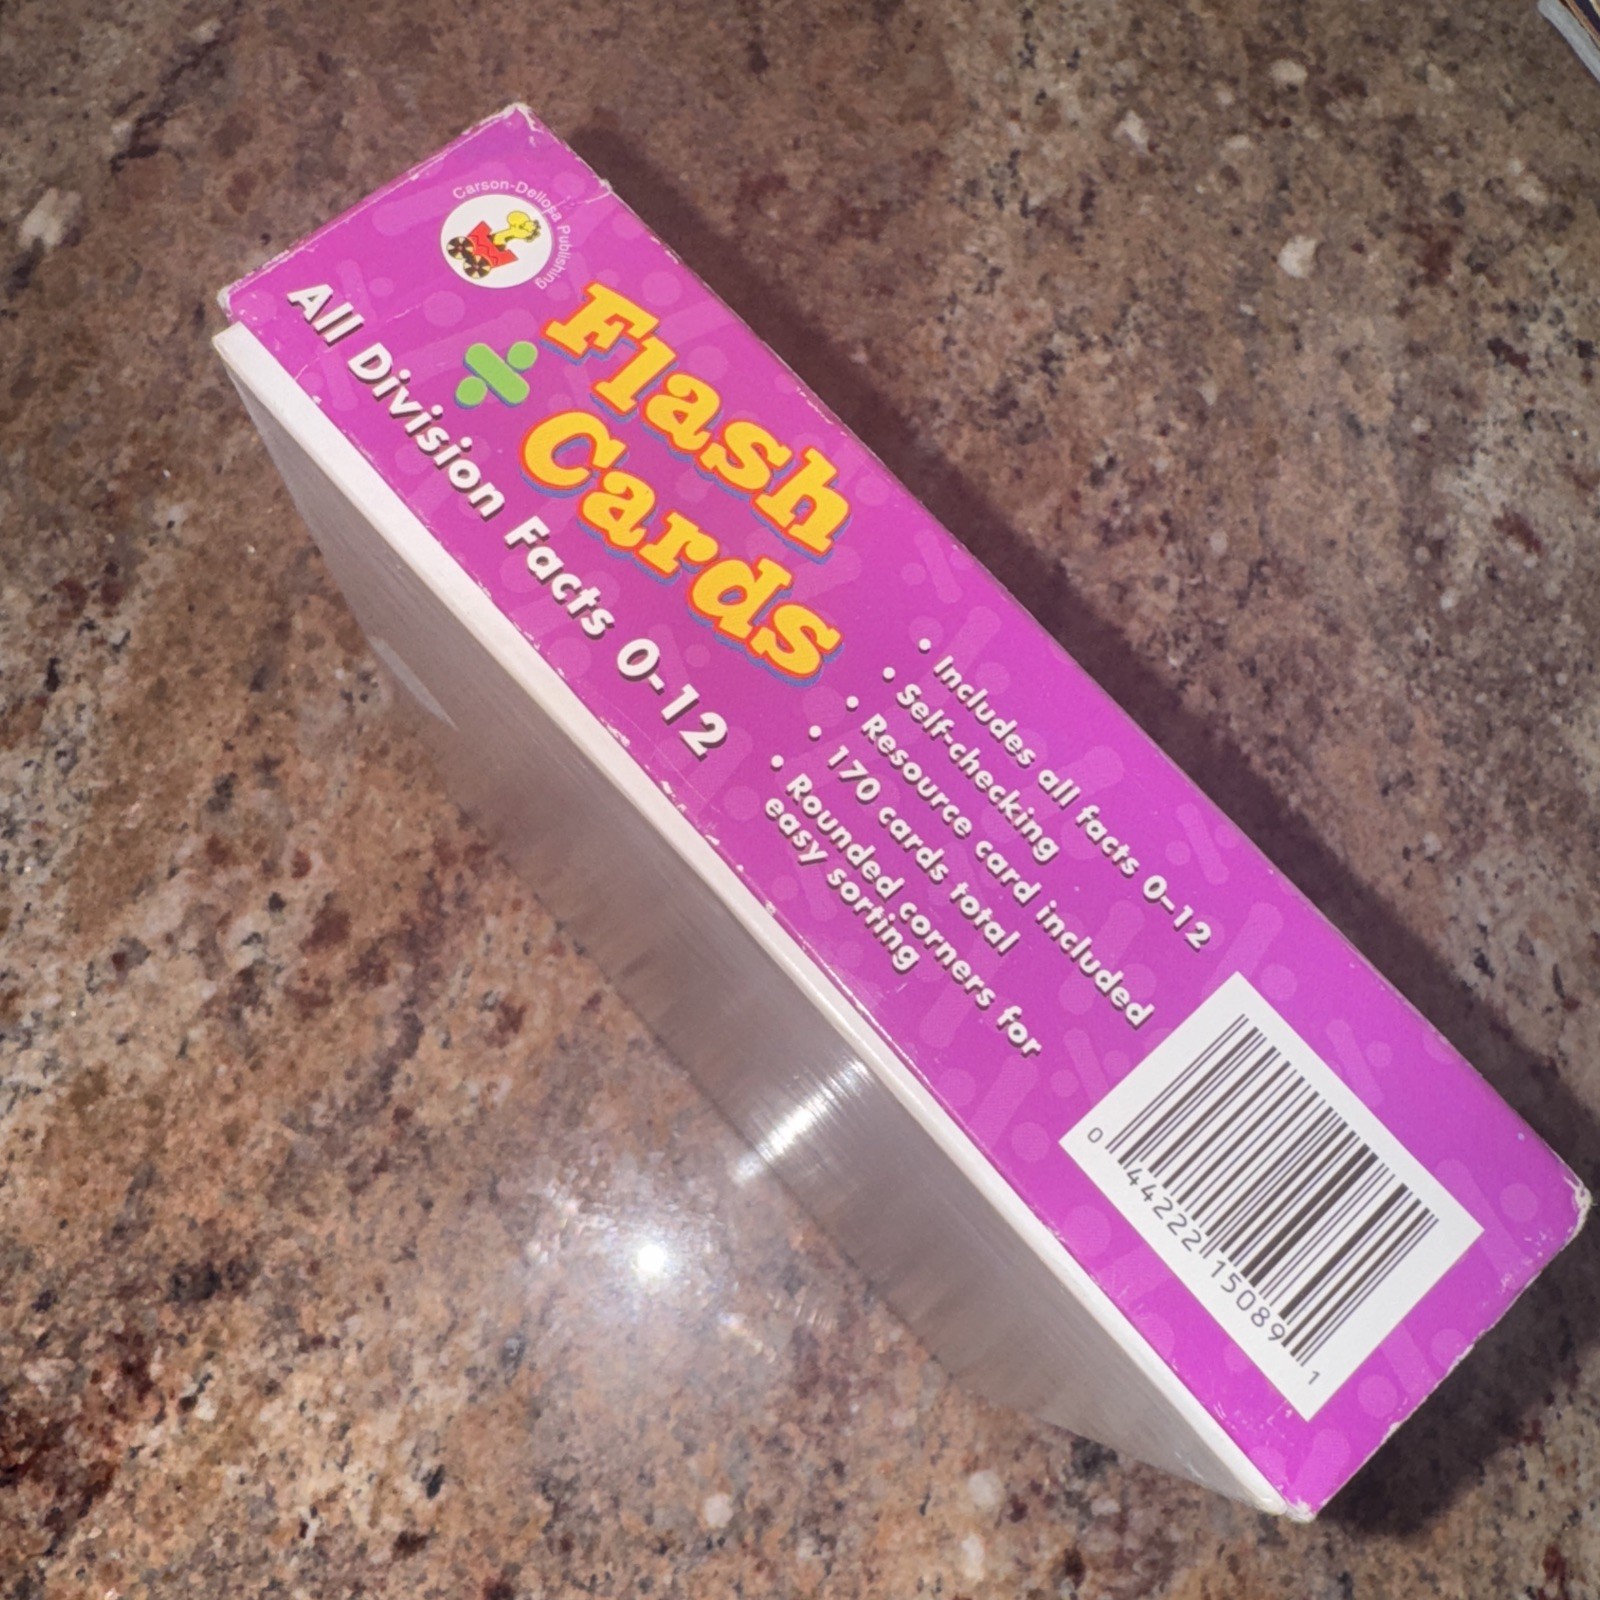 Carson-Dellosa Publishing
Flash
÷ Cards
All Division Facts 0-12
• Includes all facts 0-12
• Self-checking
• Resource card included
• 170 cards total
• Rounded corners for
easy sorting
0 44222 15089 1